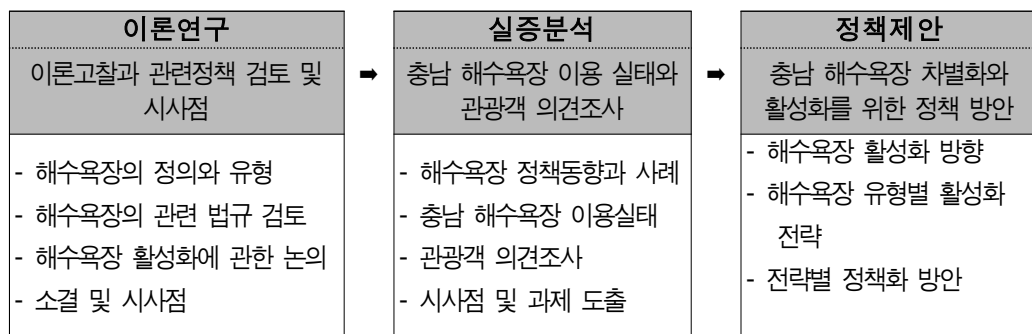 이론연구
이론고찰과 관련정책 검토 및
시사점
- 해수욕장의 정의와 유형
- 해수욕장의 관련 법규 검토
- 해수욕장 활성화에 관한 논의
- 소결 및 시사점
➡
실증분석
충남 해수욕장 이용 실태와
관광객 의견조사
- 해수욕장 정책동향과 사례
- 충남 해수욕장 이용실태
- 관광객 의견조사
- 시사점 및 과제 도출
➡
정책제안
충남 해수욕장 차별화와
활성화를 위한 정책 방안
- 해수욕장 활성화 방향
- 해수욕장 유형별 활성화
전략
- 전략별 정책화 방안